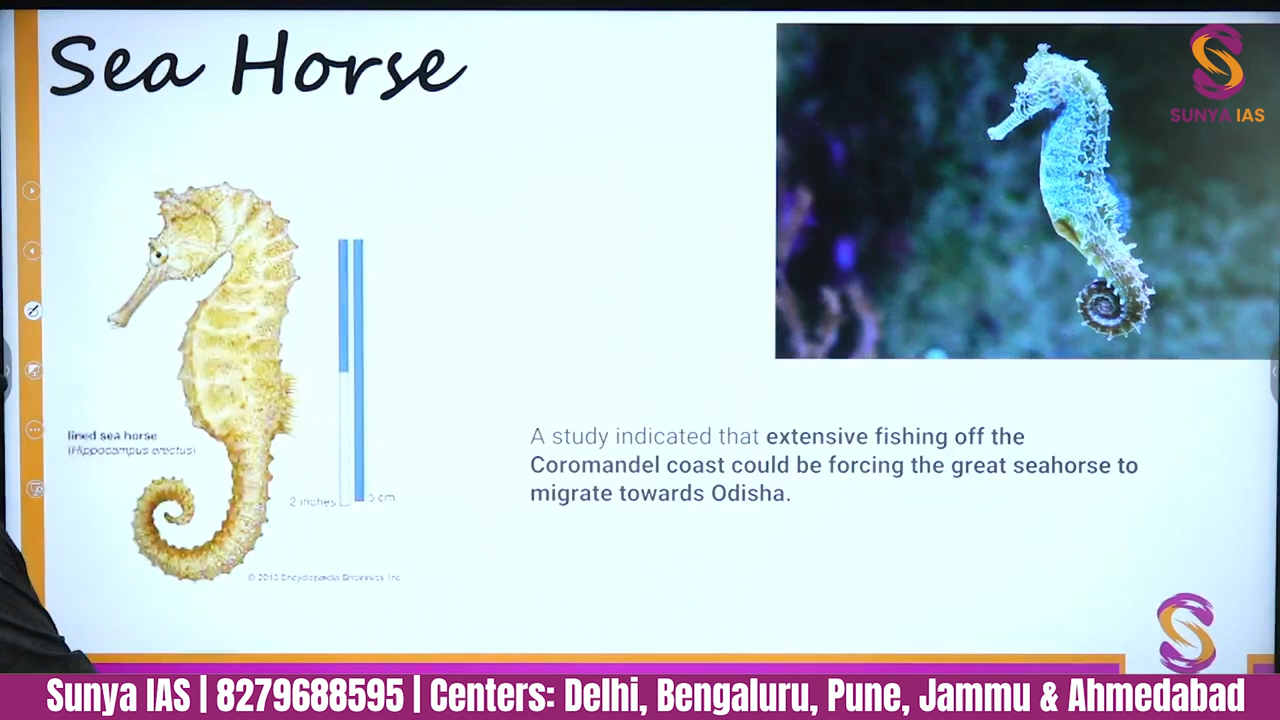 Sea Horse
SUNYA IAS
lined sea horse
(Hippocampus erectus)
2 inches
5 cm
© 2013 Encyclopædia Britannica, Inc.
A study indicated that extensive fishing off the
Coromandel coast could be forcing the great seahorse to
migrate towards Odisha.
Sunya IAS | 8279688595 | Centers: Delhi, Bengaluru, Pune, Jammu & Ahmedabad